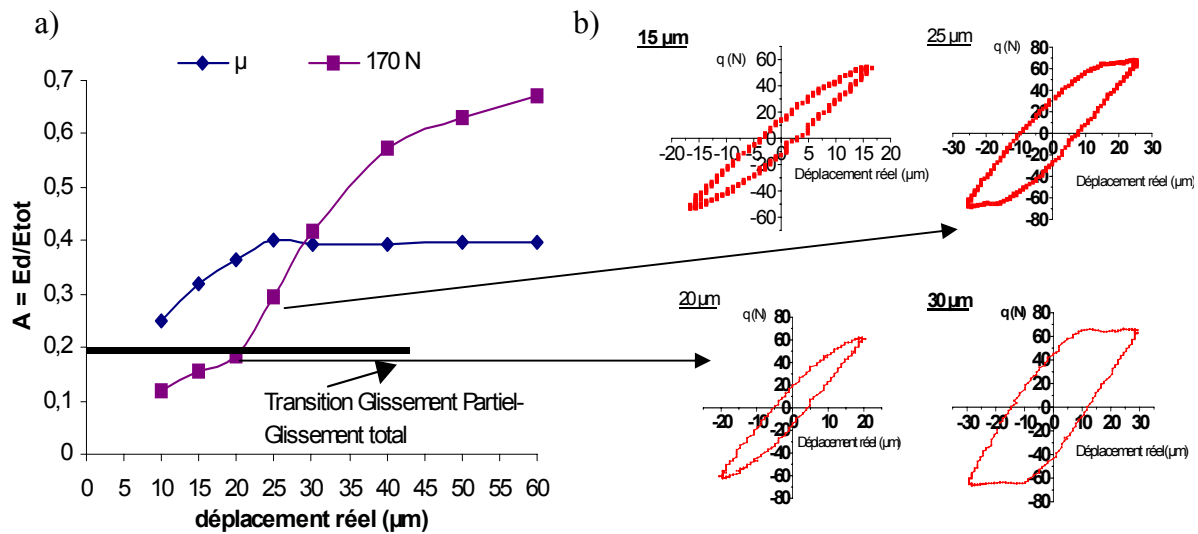 a)
µ
170 N
A = Ed/Etot
0,8
0,7
0,6
0,5
0,4
0,3
0,2
0,1
0
0 5 10 15 20 25 30 35 40 45 50 55 60
déplacement réel (µm)
Transition Glissement Partiel-
Glissement total
b)
15 µm
q (N)
60
40
20
0
-20
-40
-60
-20 -15 -10 -5 0 5 10 15 20
Déplacement réel (µm)
25 µm
q (N)
80
60
40
20
0
-20
-40
-60
-80
-30 -20 -10 0 10 20 30
Déplacement réel (µm)
20 µm
q (N)
80
60
40
20
0
-20
-40
-60
-80
-20 -10 0 10 20
Déplacement réel (µm)
30 µm
q (N)
80
60
40
20
0
-20
-40
-60
-80
-30 -20 -10 0 10 20 30
Déplacement réel(µm)